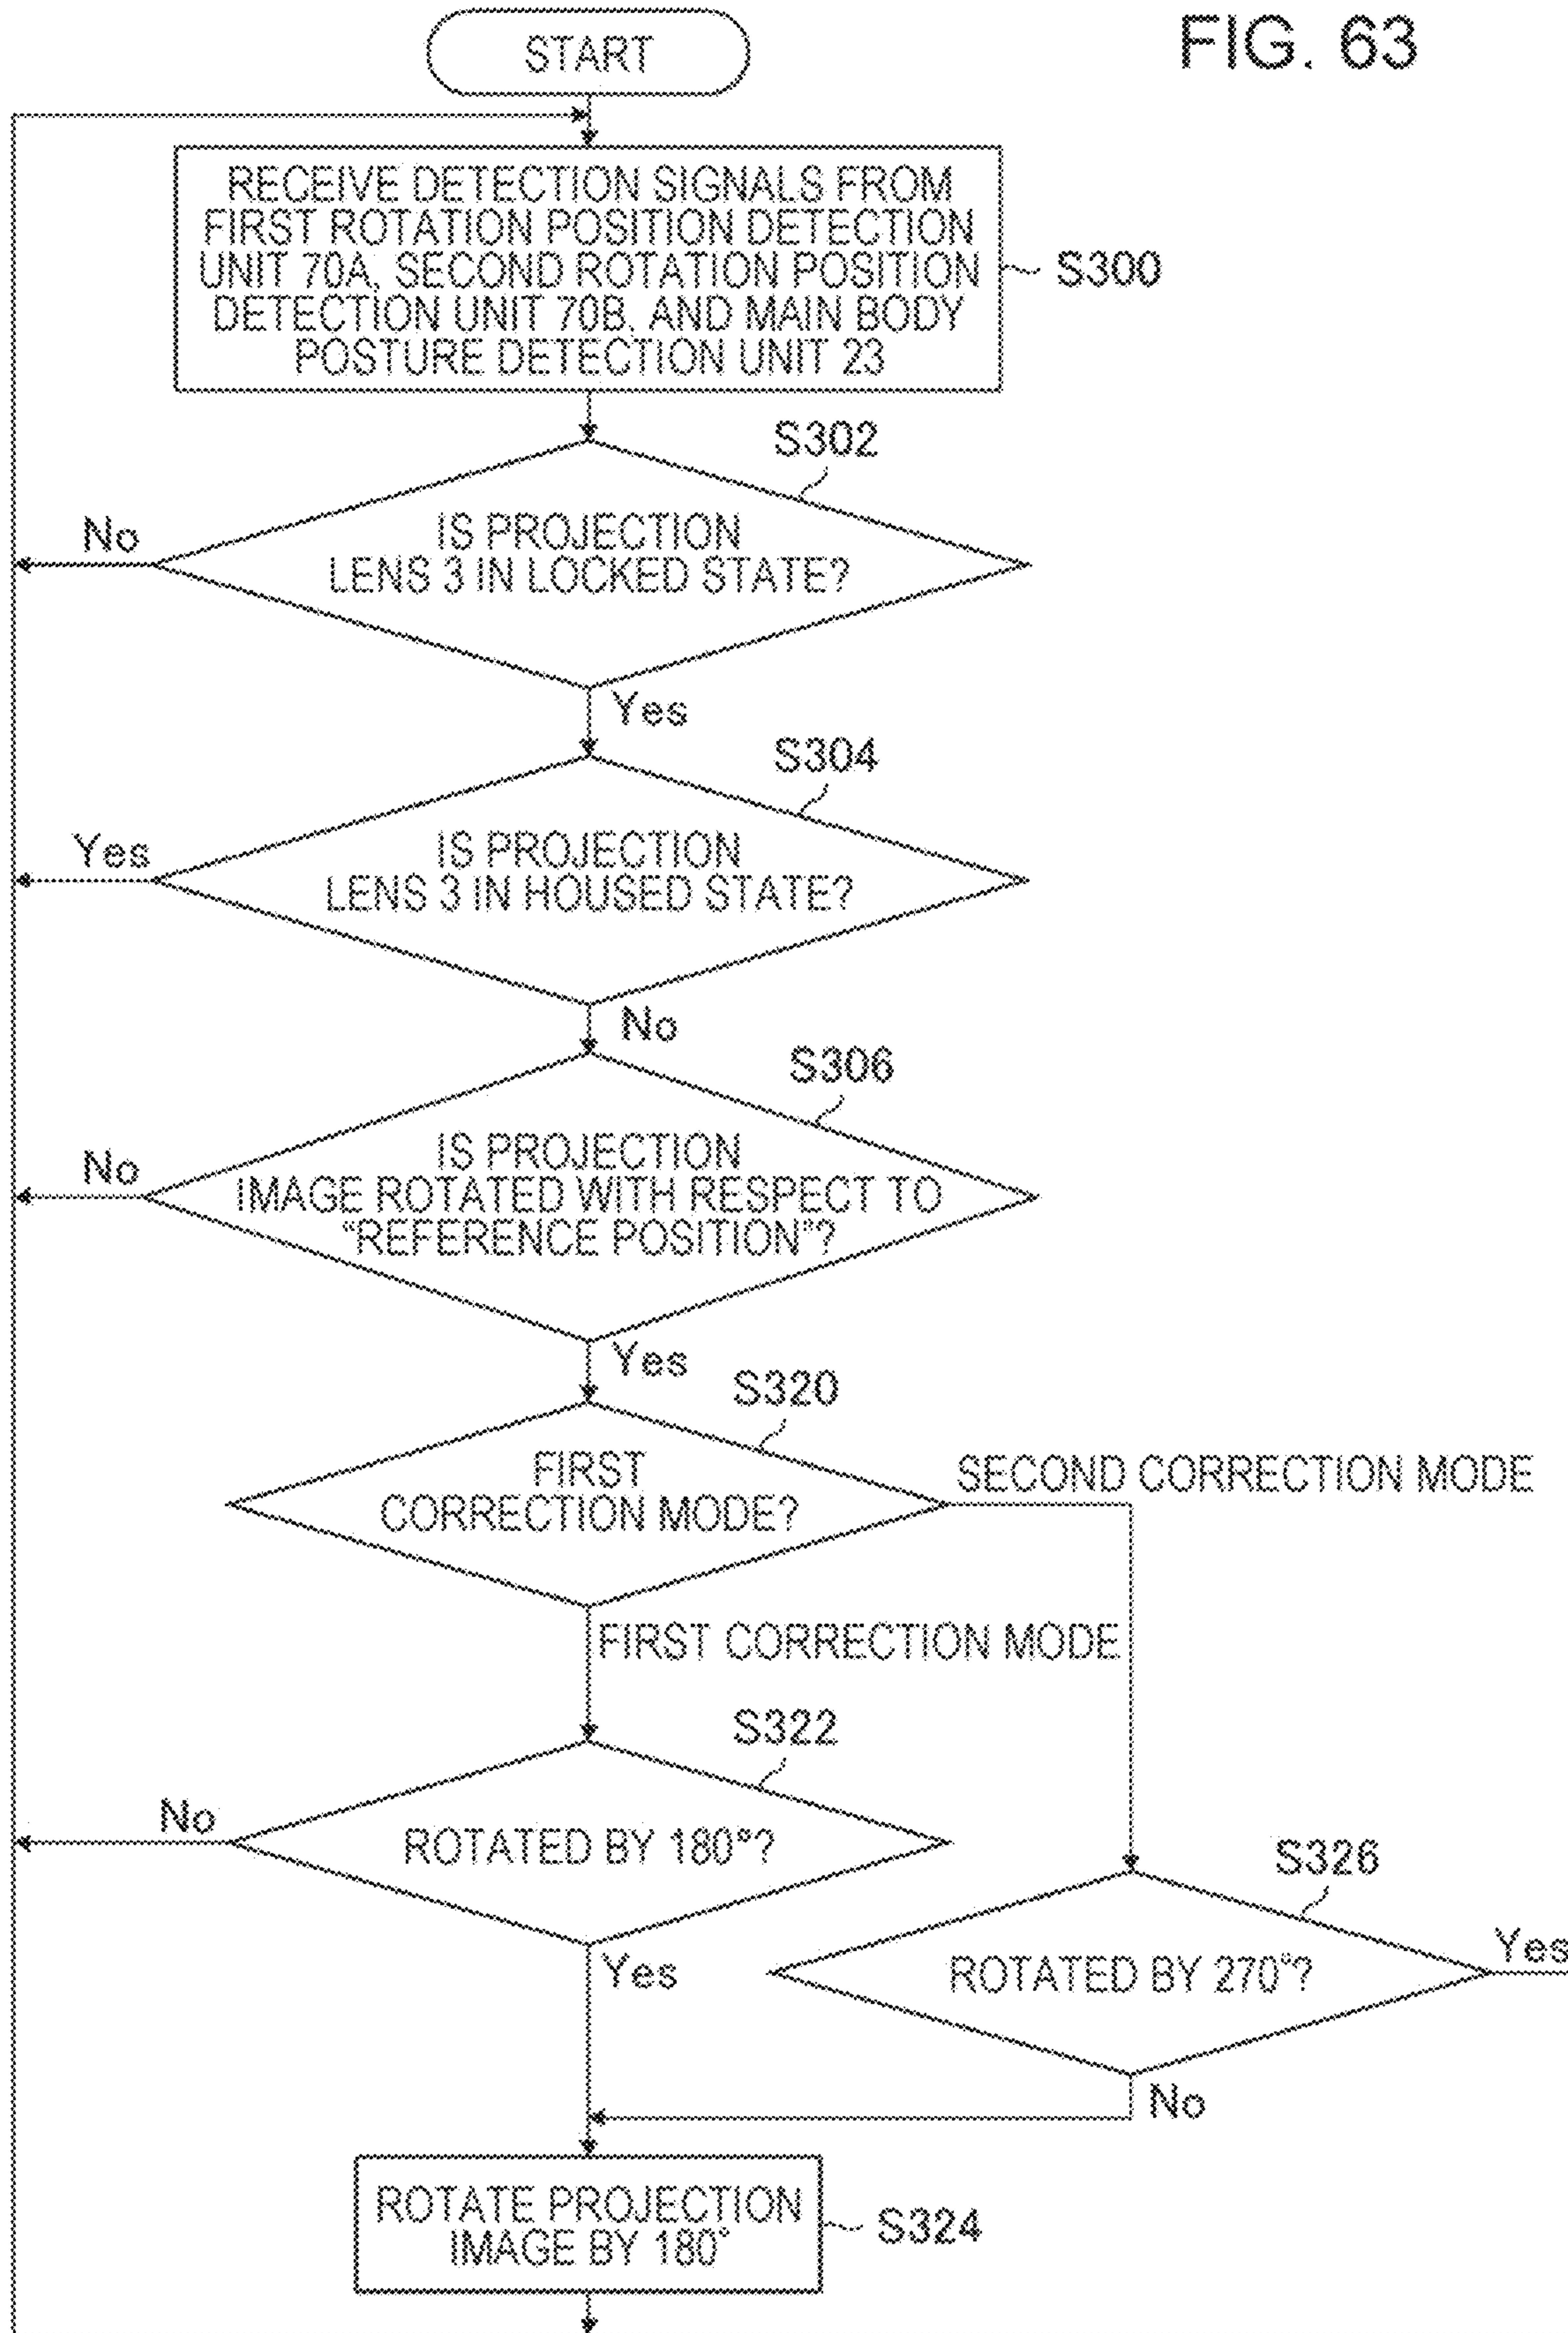 FIG. 63
START
RECEIVE DETECTION SIGNALS FROM
FIRST ROTATION POSITION DETECTION
UNIT 70A, SECOND ROTATION POSITION
DETECTION UNIT 70B, AND MAIN BODY
POSTURE DETECTION UNIT 23
S300
S302
IS PROJECTION
LENS 3 IN LOCKED STATE?
No
Yes
S304
IS PROJECTION
LENS 3 IN HOUSED STATE?
Yes
No
S306
IS PROJECTION
IMAGE ROTATED WITH RESPECT TO
“REFERENCE POSITION”?
No
Yes
S320
FIRST
CORRECTION MODE?
SECOND CORRECTION MODE
FIRST CORRECTION MODE
S322
ROTATED BY 180°?
No
Yes
S326
ROTATED BY 270°?
Yes
No
ROTATE PROJECTION
IMAGE BY 180°
S324